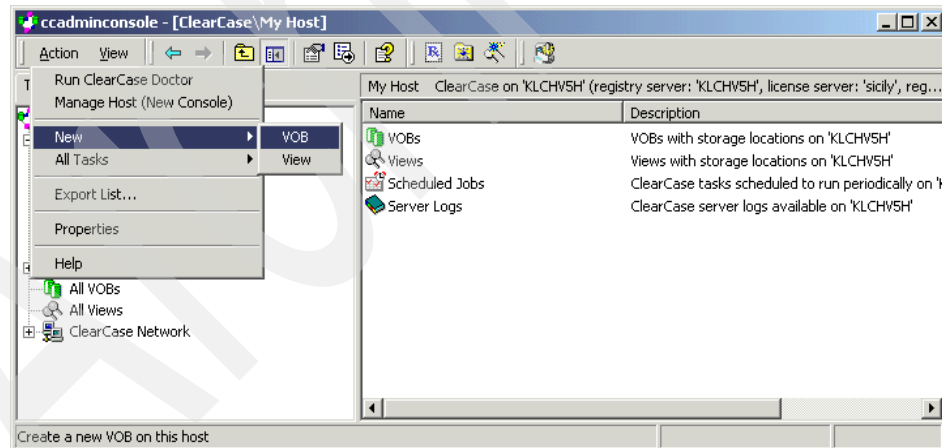 ccadminconsole - [ClearCase\My Host]
Action View
T
Run ClearCase Doctor
Manage Host (New Console)
New
All Tasks
Export List...
Properties
Help
VOB
View
All VOBs
All Views
ClearCase Network
My Host ClearCase on 'KLCHV5H' (registry server: 'KLCHV5H', license server: 'sicily', reg...
Name Description
VOBs VOBs with storage locations on 'KLCHV5H'
Views Views with storage locations on 'KLCHV5H'
Scheduled Jobs ClearCase tasks scheduled to run periodically on '
Server Logs ClearCase server logs available on 'KLCHV5H'
Create a new VOB on this host